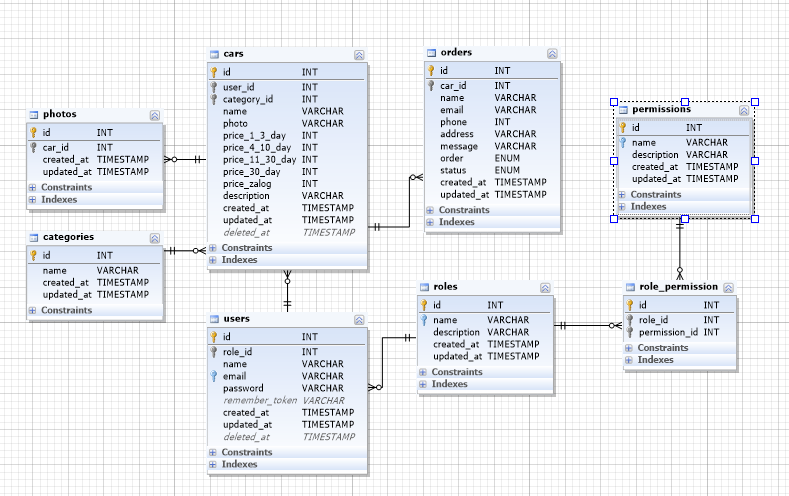 cars
id INT
user_id INT
category_id INT
name VARCHAR
photo VARCHAR
price_1_3_day INT
price_4_10_day INT
price_11_30_day INT
price_30_day INT
price_zalog INT
description VARCHAR
created_at TIMESTAMP
updated_at TIMESTAMP
deleted_at TIMESTAMP
Constraints
Indexes
orders
id INT
car_id INT
name VARCHAR
email VARCHAR
phone INT
address VARCHAR
message VARCHAR
order ENUM
status ENUM
created_at TIMESTAMP
updated_at TIMESTAMP
Constraints
Indexes
photos
id INT
car_id INT
created_at TIMESTAMP
updated_at TIMESTAMP
Constraints
Indexes
permissions
id INT
name VARCHAR
description VARCHAR
created_at TIMESTAMP
updated_at TIMESTAMP
Constraints
Indexes
categories
id INT
name VARCHAR
created_at TIMESTAMP
updated_at TIMESTAMP
Constraints
users
id INT
role_id INT
name VARCHAR
email VARCHAR
password VARCHAR
remember_token VARCHAR
created_at TIMESTAMP
updated_at TIMESTAMP
deleted_at TIMESTAMP
Constraints
Indexes
roles
id INT
name VARCHAR
description VARCHAR
created_at TIMESTAMP
updated_at TIMESTAMP
Constraints
Indexes
role_permission
id INT
role_id INT
permission_id INT
Constraints
Indexes